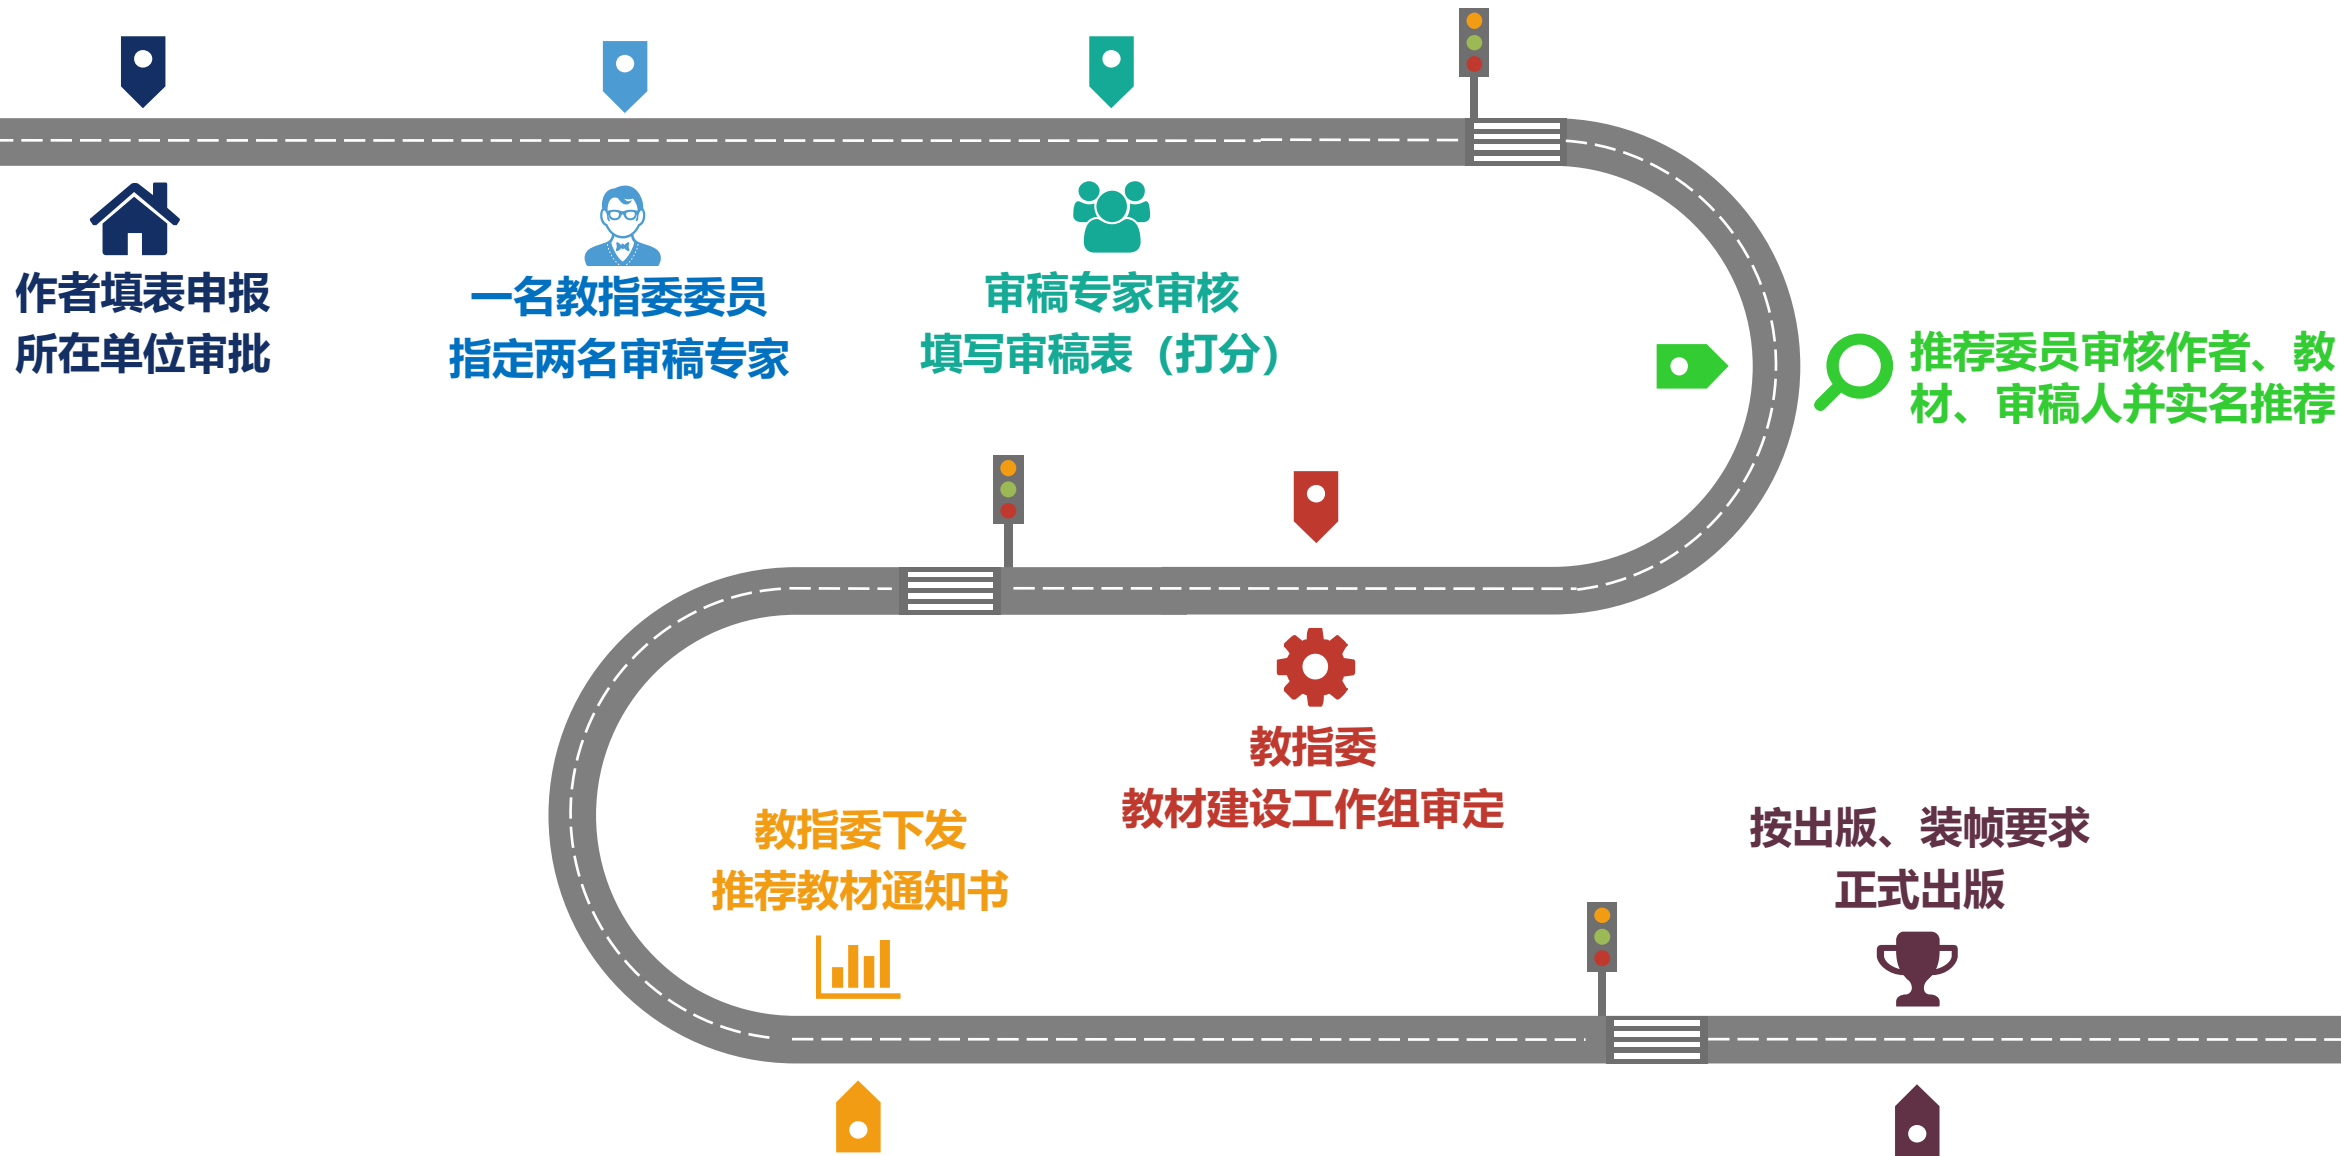 作者填表申报
所在单位审批
一名教指委委员
指定两名审稿专家
审稿专家审核
填写审稿表（打分）
推荐委员审核作者、教
材、审稿人并实名推荐
教指委
教材建设工作组审定
教指委下发
推荐教材通知书
按出版、装帧要求
正式出版